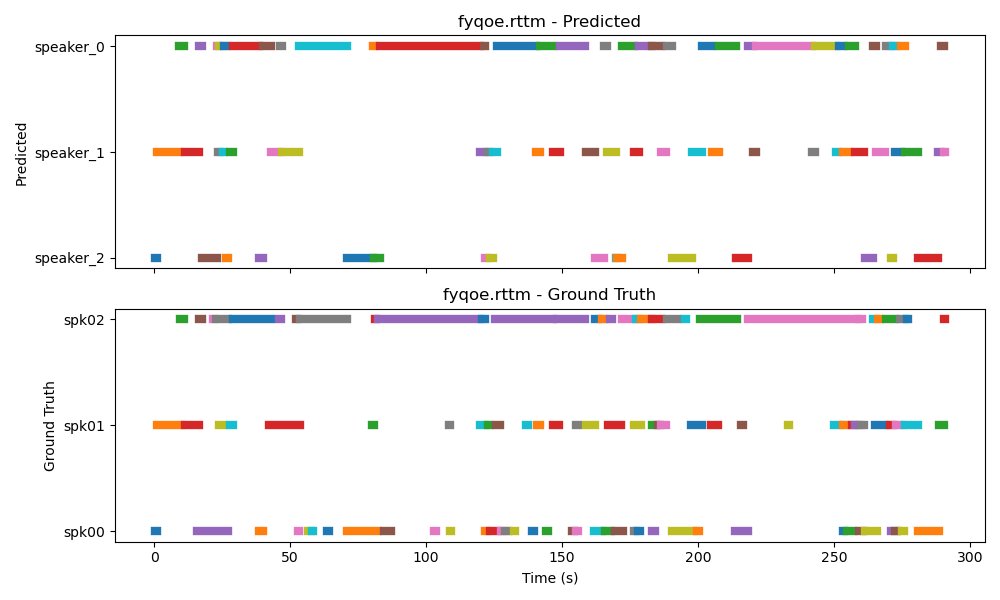 fyqoe.rttm - Predicted
speaker_0
speaker_1
speaker_2
Predicted
fyqoe.rttm - Ground Truth
spk02
spk01
spk00
Ground Truth
0 50 100 150 200 250 300
Time (s)